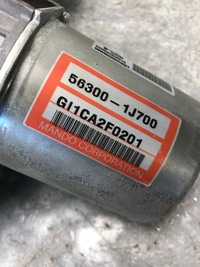 56300-1J700
GI1CA2F0201
MANDO CORPORATION